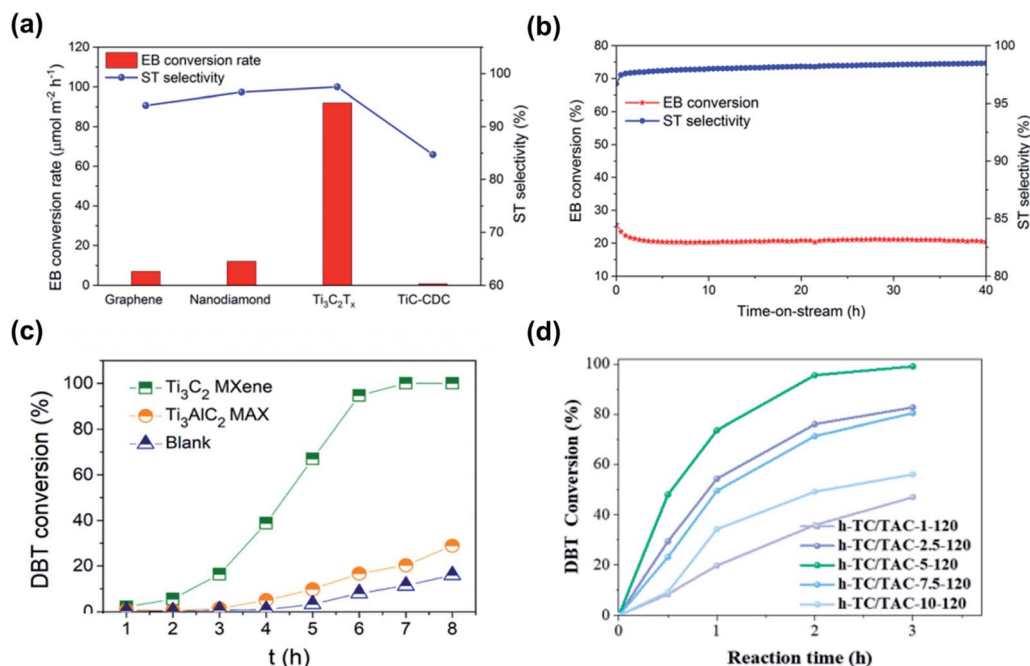 (a)
EB conversion rate (μmol m⁻² h⁻¹)
120
100
80
60
40
20
0
EB conversion rate
ST selectivity
100
95
90
85
80
75
70
65
60
ST selectivity (%)
Graphene
Nanodiamond
Ti₃C₂Tₓ
TiC-CDC
(b)
EB conversion (%)
80
70
60
50
40
30
20
10
EB conversion
ST selectivity
100
95
90
85
80
ST selectivity (%)
0
10
20
30
40
Time-on-stream (h)
(c)
DBT conversion (%)
100
80
60
40
20
0
Ti₃C₂ MXene
Ti₃AlC₂ MAX
Blank
1
2
3
4
5
6
7
8
t (h)
(d)
DBT Conversion (%)
100
80
60
40
20
0
h-TC/TAC-1-120
h-TC/TAC-2.5-120
h-TC/TAC-5-120
h-TC/TAC-7.5-120
h-TC/TAC-10-120
0
1
2
3
Reaction time (h)